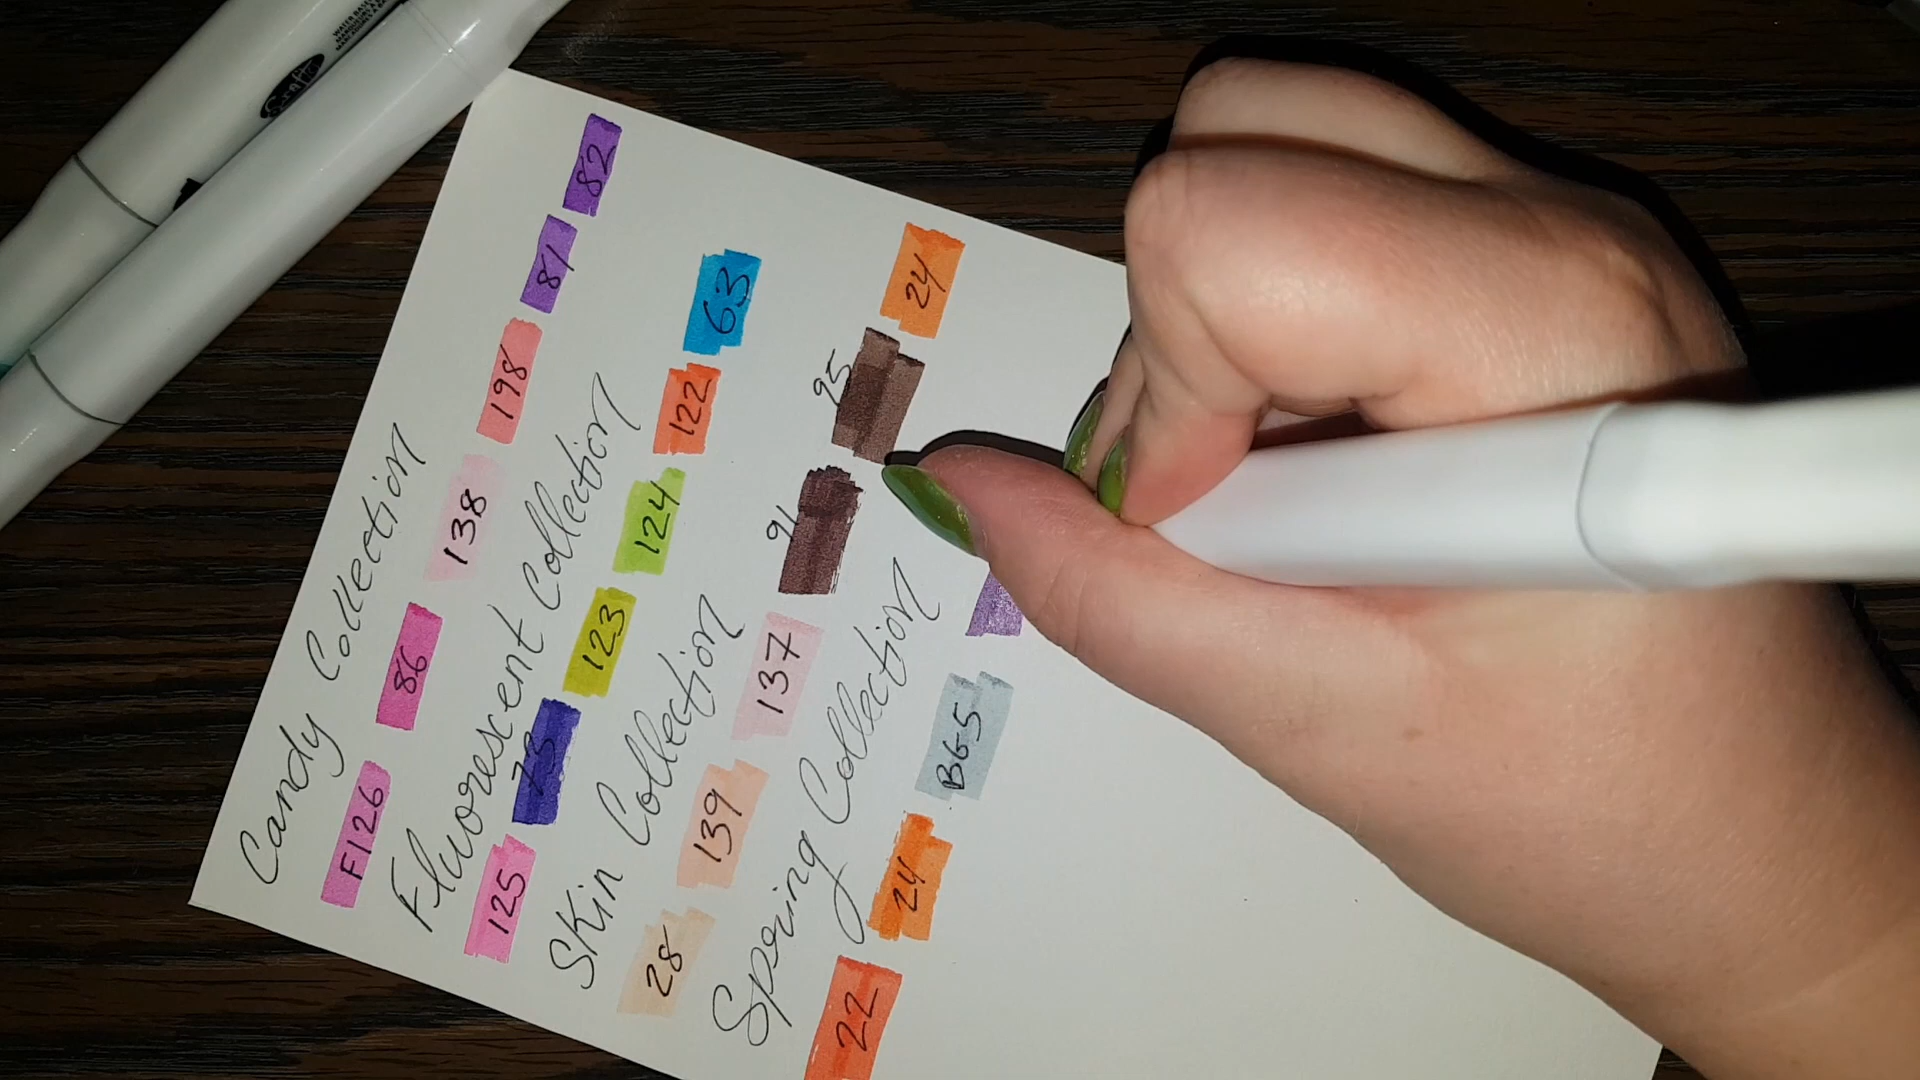 Candy Collection
F126 86 138 198 81 82
Fluorescent Collection
125 73 123 124 122 63
Skin Collection
28 139 137 91 95 24
Spring Collection
22 24 BG5